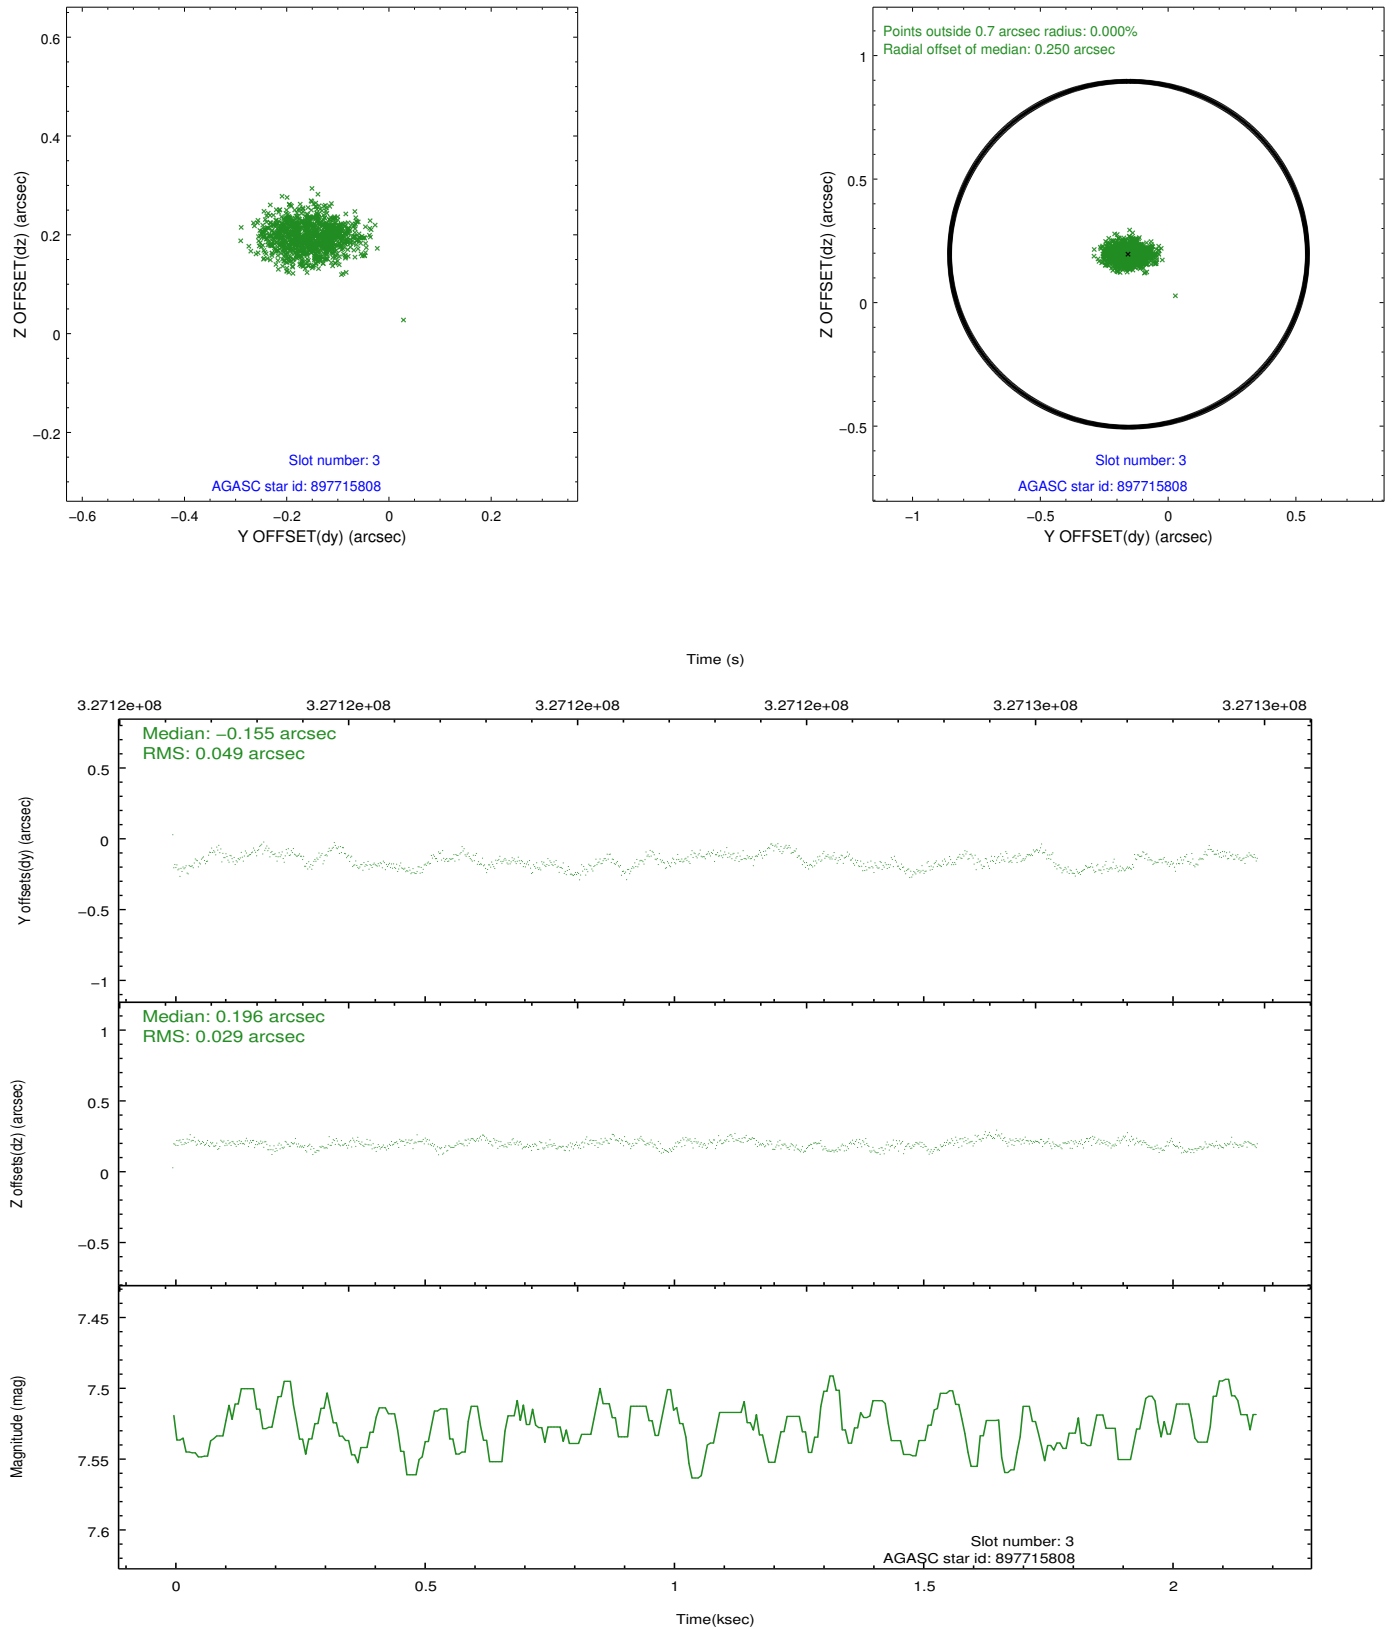 0.6
0.4
0.2
0
−0.2
Z OFFSET(dz) (arcsec)
Slot number: 3
AGASC star id: 897715808
−0.6 −0.4 −0.2 0 0.2
Y OFFSET(dy) (arcsec)
Points outside 0.7 arcsec radius: 0.000%
Radial offset of median: 0.250 arcsec
1
0.5
0
−0.5
Z OFFSET(dz) (arcsec)
Slot number: 3
AGASC star id: 897715808
−1 −0.5 0 0.5
Y OFFSET(dy) (arcsec)
Time (s)
3.2712e+08 3.2712e+08 3.2712e+08 3.2712e+08 3.2713e+08 3.2713e+08
Median: −0.155 arcsec
RMS: 0.049 arcsec
0.5
0
−0.5
−1
Y offsets(dy) (arcsec)
Median: 0.196 arcsec
RMS: 0.029 arcsec
1
0.5
0
−0.5
Z offsets(dz) (arcsec)
7.45
7.5
7.55
7.6
Magnitude (mag)
Slot number: 3
AGASC star id: 897715808
0 0.5 1 1.5 2
Time(ksec)